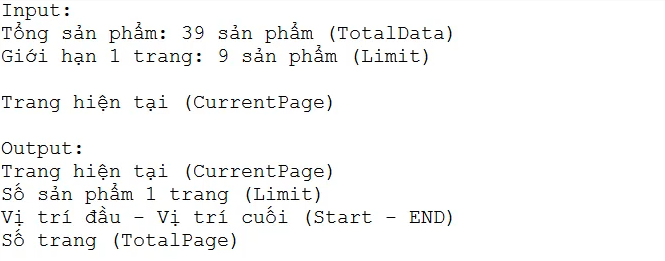 Input:
Tổng sản phẩm: 39 sản phẩm (TotalData)
Giới hạn 1 trang: 9 sản phẩm (Limit)
Trang hiện tại (CurrentPage)
Output:
Trang hiện tại (CurrentPage)
Số sản phẩm 1 trang (Limit)
Vị trí đầu - Vị trí cuối (Start - END)
Số trang (TotalPage)